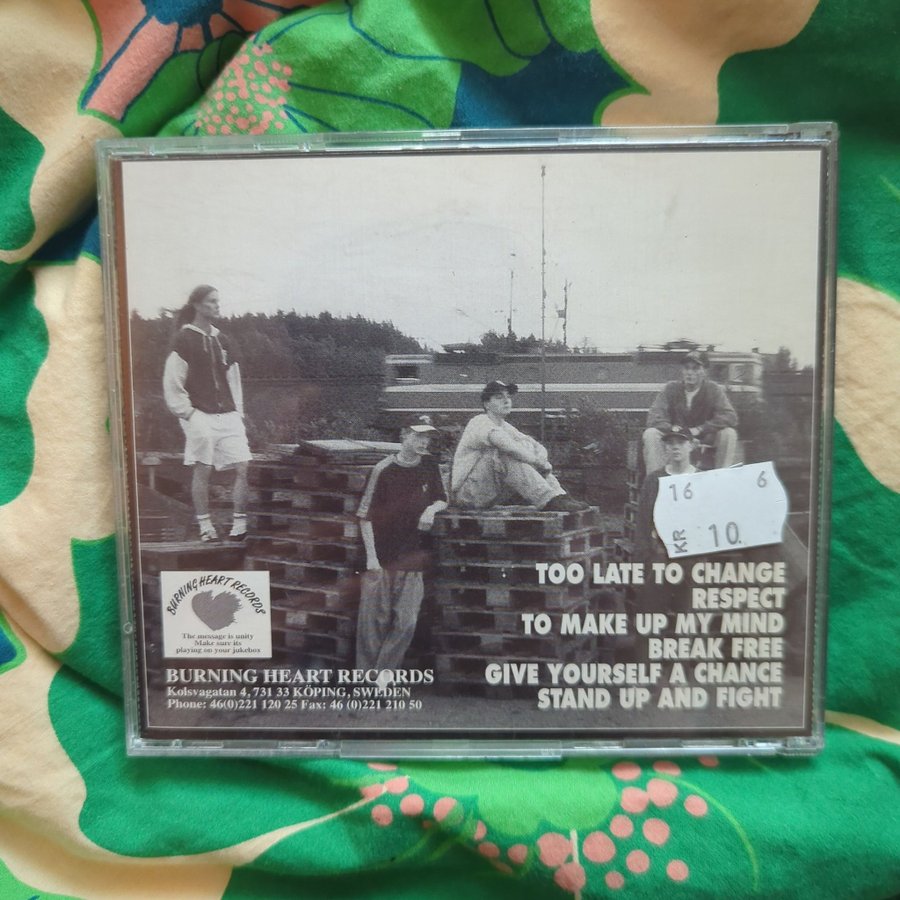 16 6
KR 10
TOO LATE TO CHANGE
RESPECT
TO MAKE UP MY MIND
BREAK FREE
GIVE YOURSELF A CHANCE
STAND UP AND FIGHT
BURNING HEART RECORDS
The message is unity
Make sure its
playing on your jukebox
BURNING HEART RECORDS
Kolsvagatan 4, 731 33 KÖPING, SWEDEN
Phone: 46(0)221 120 25 Fax: 46 (0)221 210 50